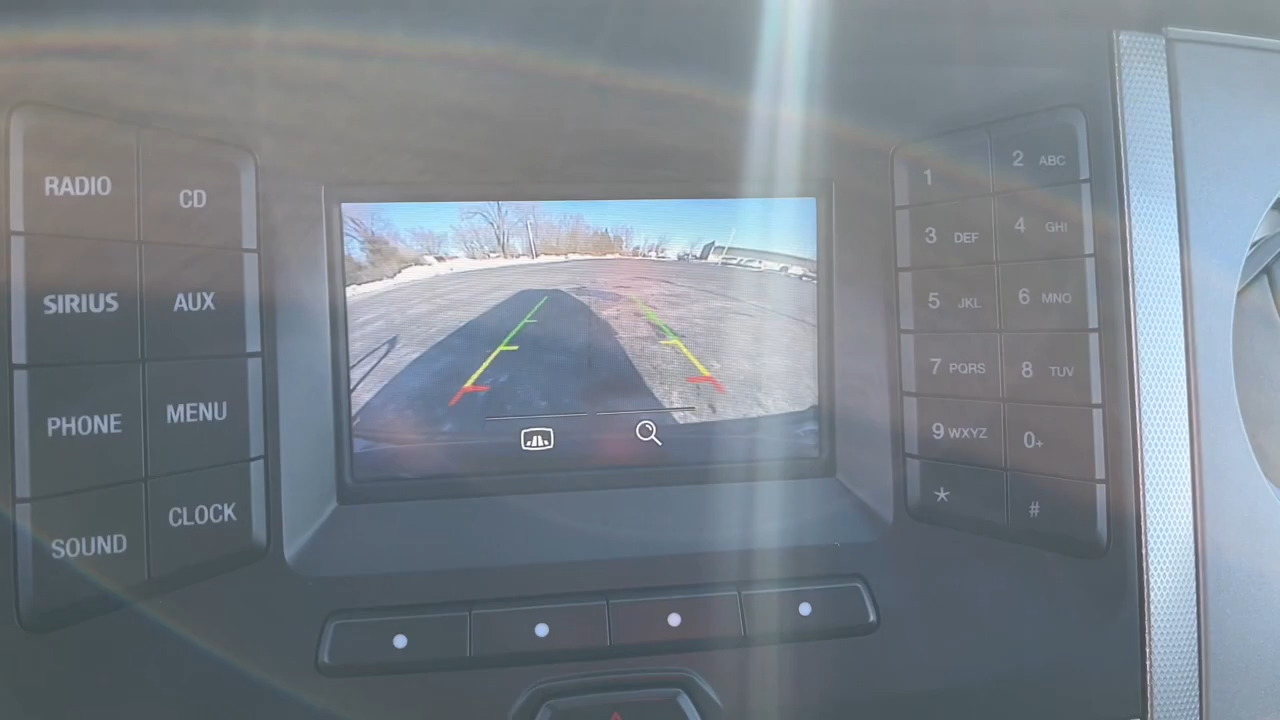 RADIO CD
SIRIUS AUX
PHONE MENU
SOUND CLOCK
1 2 ABC
3 DEF 4 GHI
5 JKL 6 MNO
7 PQRS 8 TUV
9 WXYZ 0+
* #